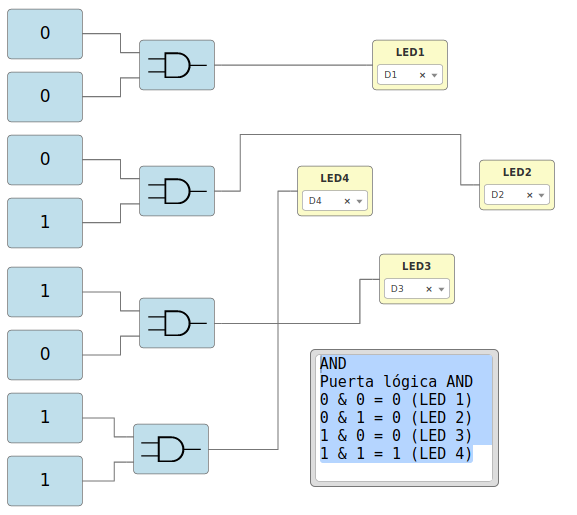 0
0
LED1
D1
0
1
LED2
D2
LED4
D4
1
0
LED3
D3
1
1
AND
Puerta lógica AND
0 & 0 = 0 (LED 1)
0 & 1 = 0 (LED 2)
1 & 0 = 0 (LED 3)
1 & 1 = 1 (LED 4)